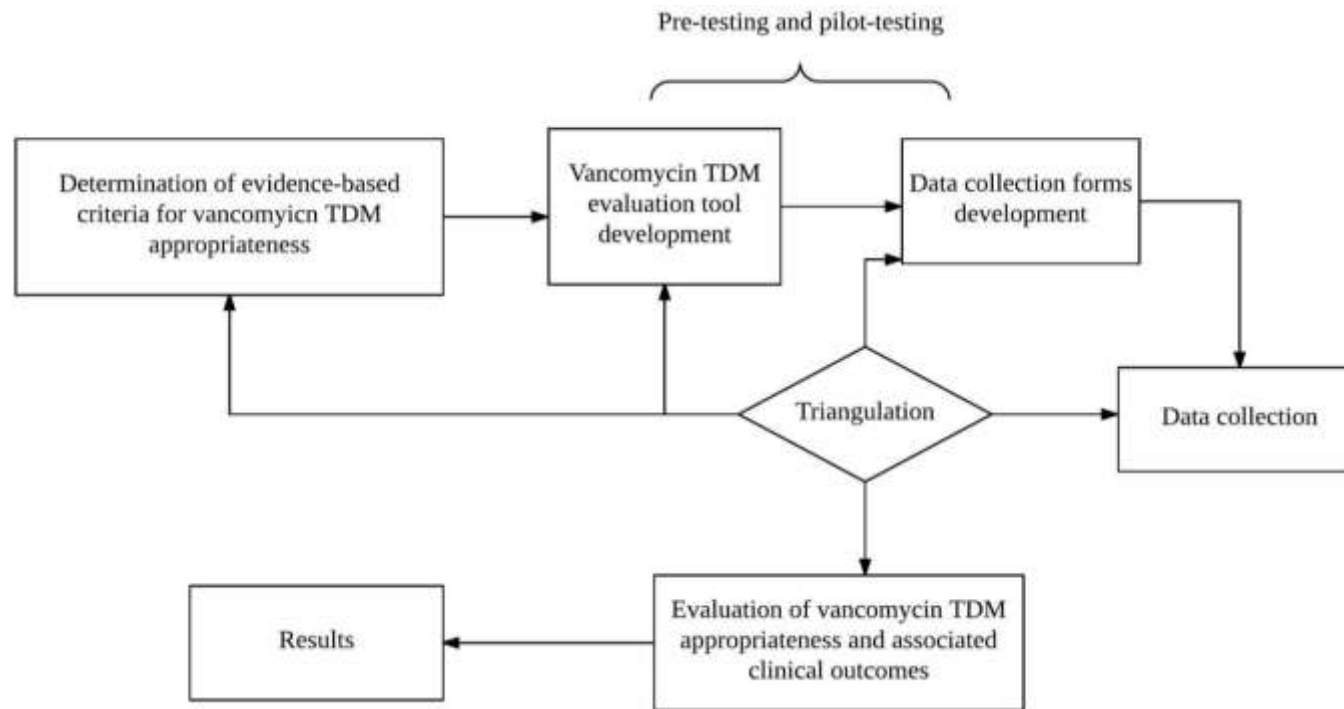 Pre-testing and pilot-testing
Determination of evidence-based
criteria for vancomyicn TDM
appropriateness
Vancomycin TDM
evaluation tool
development
Data collection forms
development
Triangulation
Data collection
Results
Evaluation of vancomycin TDM
appropriateness and associated
clinical outcomes